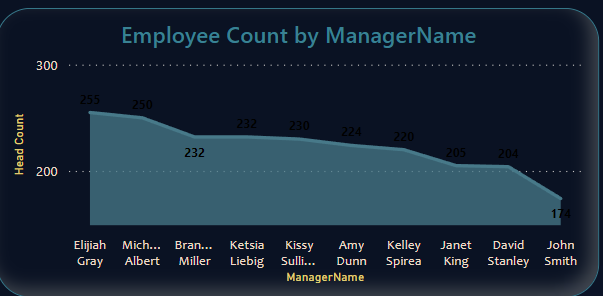 Employee Count by ManagerName
300
200
Head Count
255
250
232
232
230
224
220
205
204
174
Elijiah
Gray
Mich...
Albert
Bran...
Miller
Ketsia
Liebig
Kissy
Sulli...
Amy
Dunn
Kelley
Spirea
Janet
King
David
Stanley
John
Smith
ManagerName